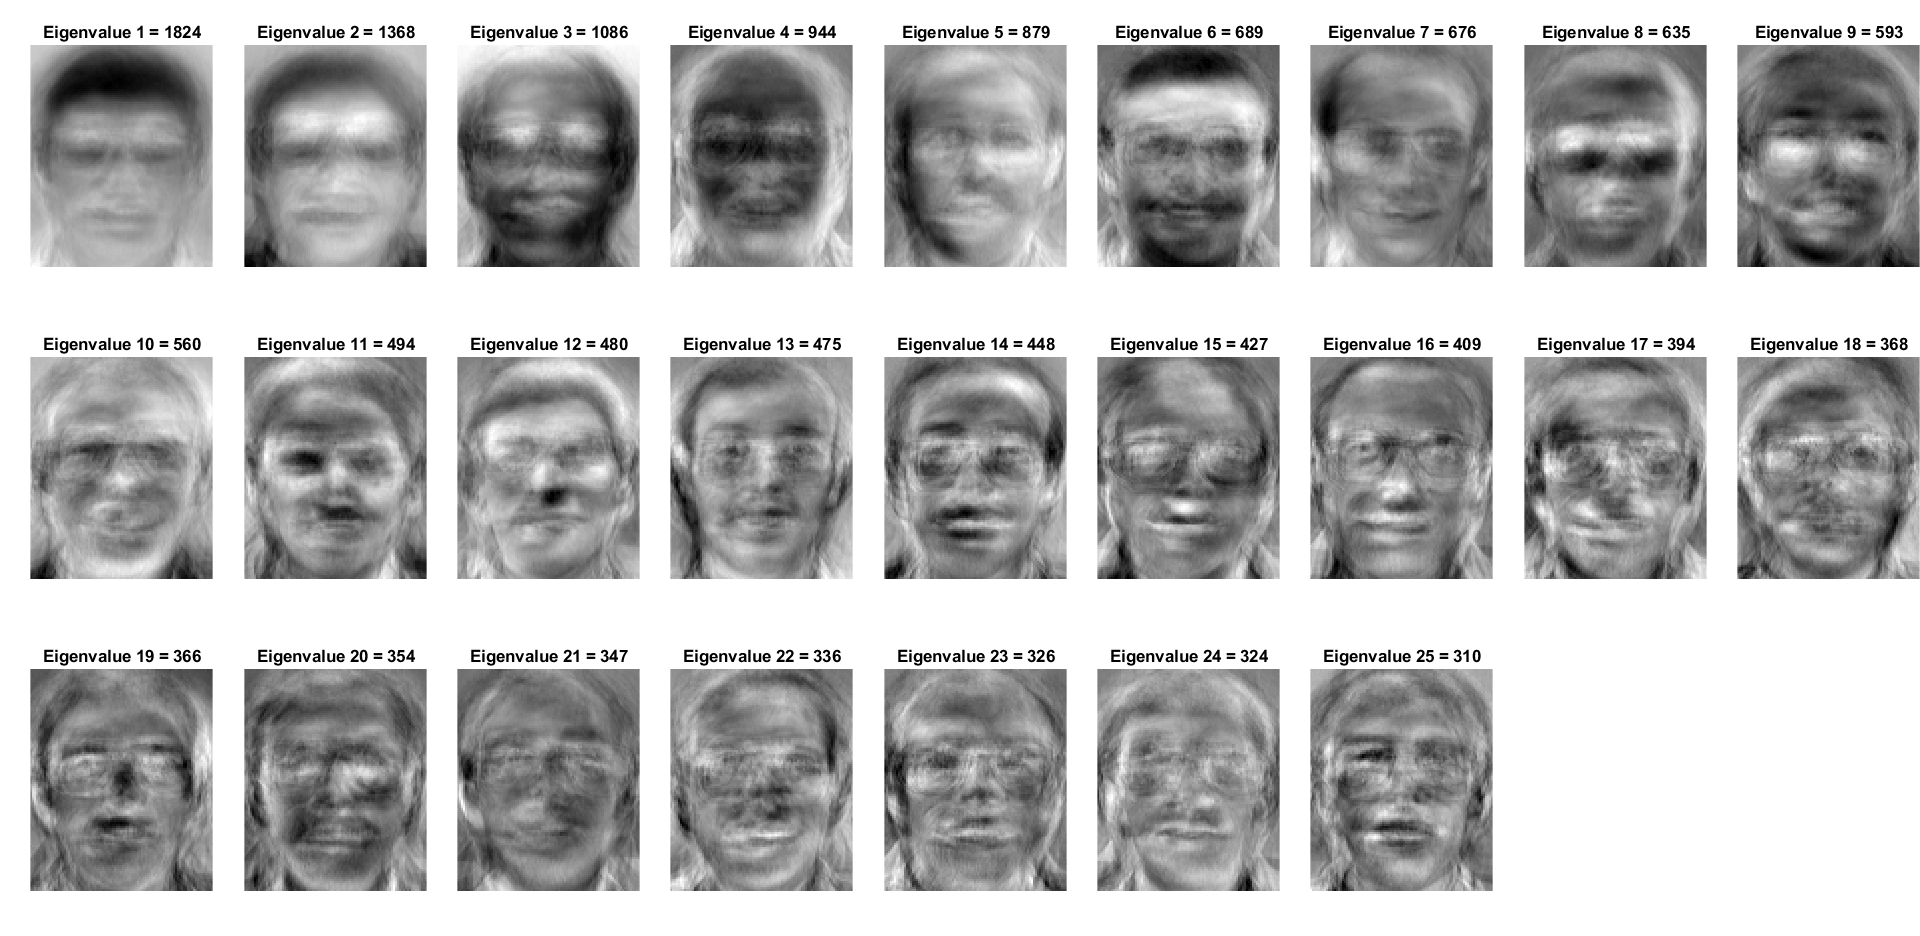 Eigenvalue 1 = 1824 Eigenvalue 2 = 1368 Eigenvalue 3 = 1086 Eigenvalue 4 = 944 Eigenvalue 5 = 879 Eigenvalue 6 = 689 Eigenvalue 7 = 676 Eigenvalue 8 = 635 Eigenvalue 9 = 593
Eigenvalue 10 = 560 Eigenvalue 11 = 494 Eigenvalue 12 = 480 Eigenvalue 13 = 475 Eigenvalue 14 = 448 Eigenvalue 15 = 427 Eigenvalue 16 = 409 Eigenvalue 17 = 394 Eigenvalue 18 = 368
Eigenvalue 19 = 366 Eigenvalue 20 = 354 Eigenvalue 21 = 347 Eigenvalue 22 = 336 Eigenvalue 23 = 326 Eigenvalue 24 = 324 Eigenvalue 25 = 310